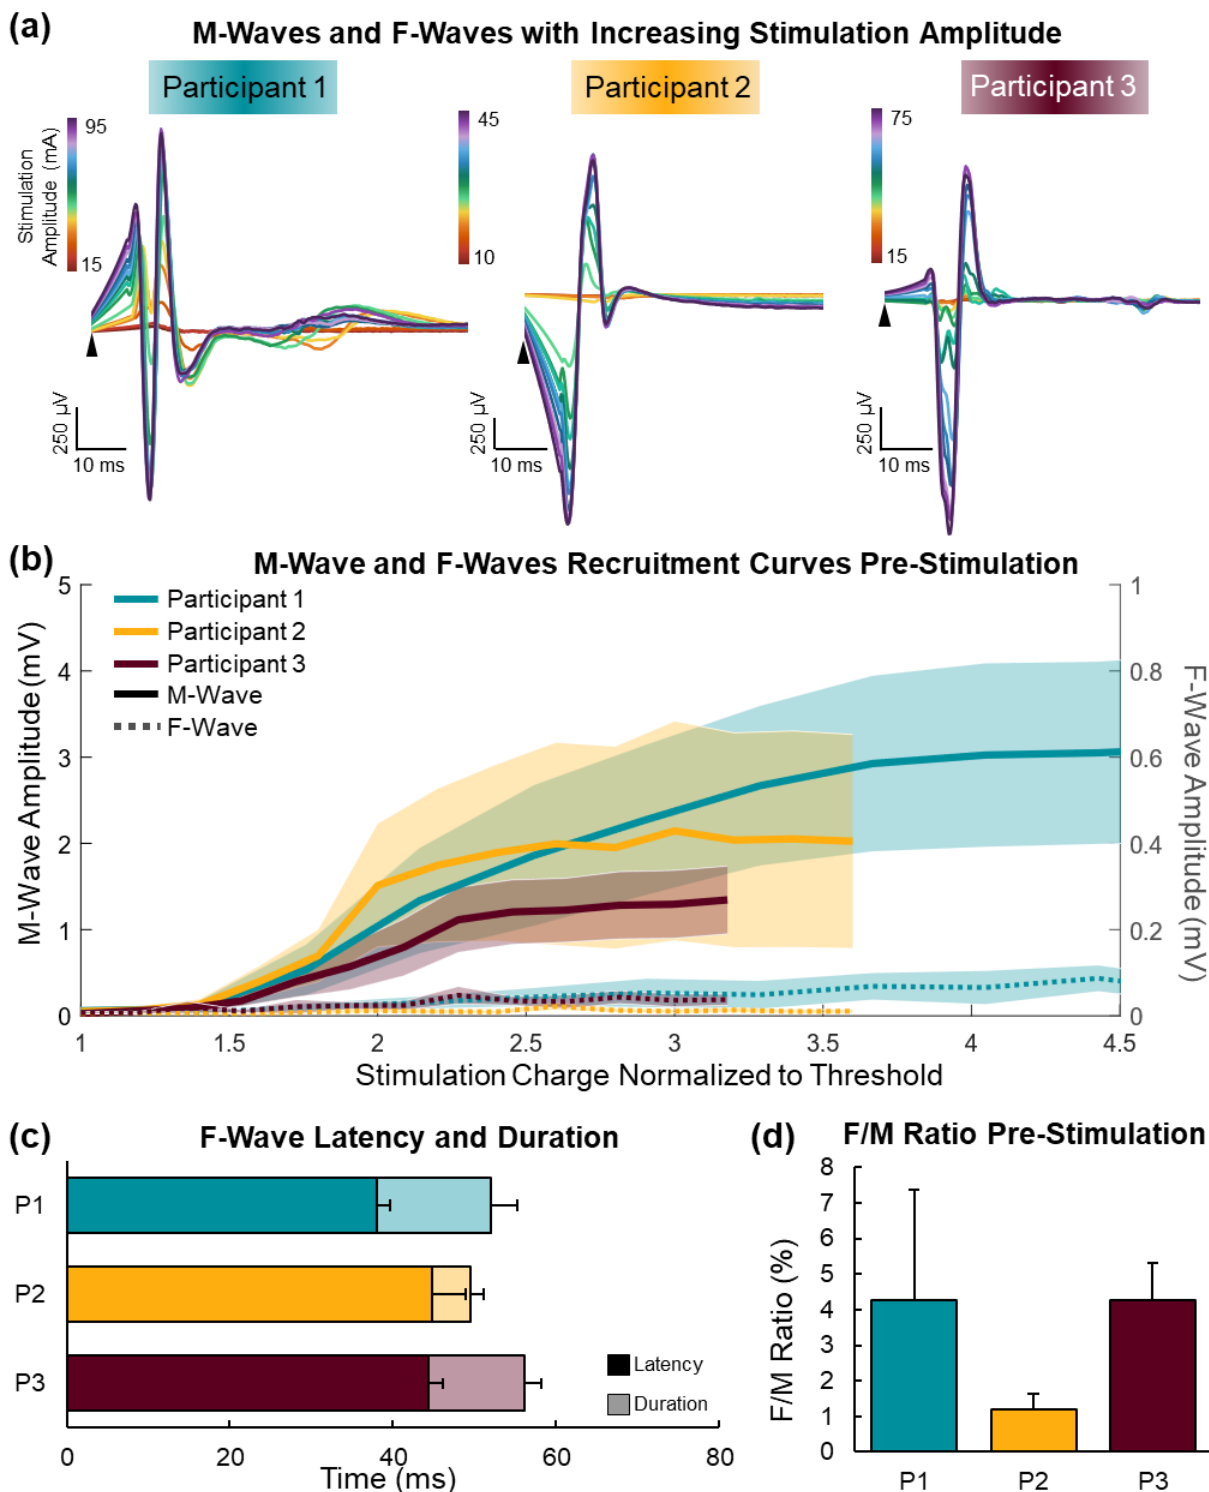 (a)
M-Waves and F-Waves with Increasing Stimulation Amplitude
Participant 1
Participant 2
Participant 3
Stimulation
Amplitude (mA)
95
15
45
10
75
15
250 µV
10 ms
250 µV
10 ms
250 µV
10 ms
(b)
M-Wave and F-Waves Recruitment Curves Pre-Stimulation
Participant 1
Participant 2
Participant 3
M-Wave
F-Wave
M-Wave Amplitude (mV)
5
4
3
2
1
0
F-Wave Amplitude (mV)
1
0.8
0.6
0.4
0.2
0
1
1.5
2
2.5
3
3.5
4
4.5
Stimulation Charge Normalized to Threshold
(c)
F-Wave Latency and Duration
P1
P2
P3
Latency
Duration
0
20
40
60
80
Time (ms)
(d)
F/M Ratio Pre-Stimulation
F/M Ratio (%)
8
7
6
5
4
3
2
1
0
P1
P2
P3